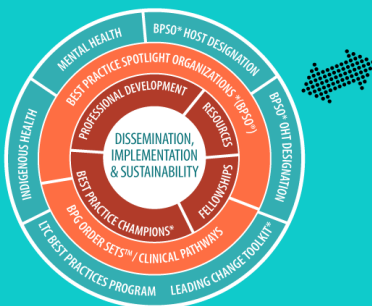 MENTAL HEALTH
BPSO* HOST DESIGNATION
BPSO* OHT DESIGNATION
INDIGENOUS HEALTH
LTC BEST PRACTICES PROGRAM
LEADING CHANGE TOOLKIT*
BEST PRACTICE SPOTLIGHT ORGANIZATIONS *(BPSO*)
BPG ORDER SETS™/ CLINICAL PATHWAYS
PROFESSIONAL DEVELOPMENT
RESOURCES
FELLOWSHIPS
BEST PRACTICE CHAMPIONS*
DISSEMINATION,
IMPLEMENTATION
& SUSTAINABILITY